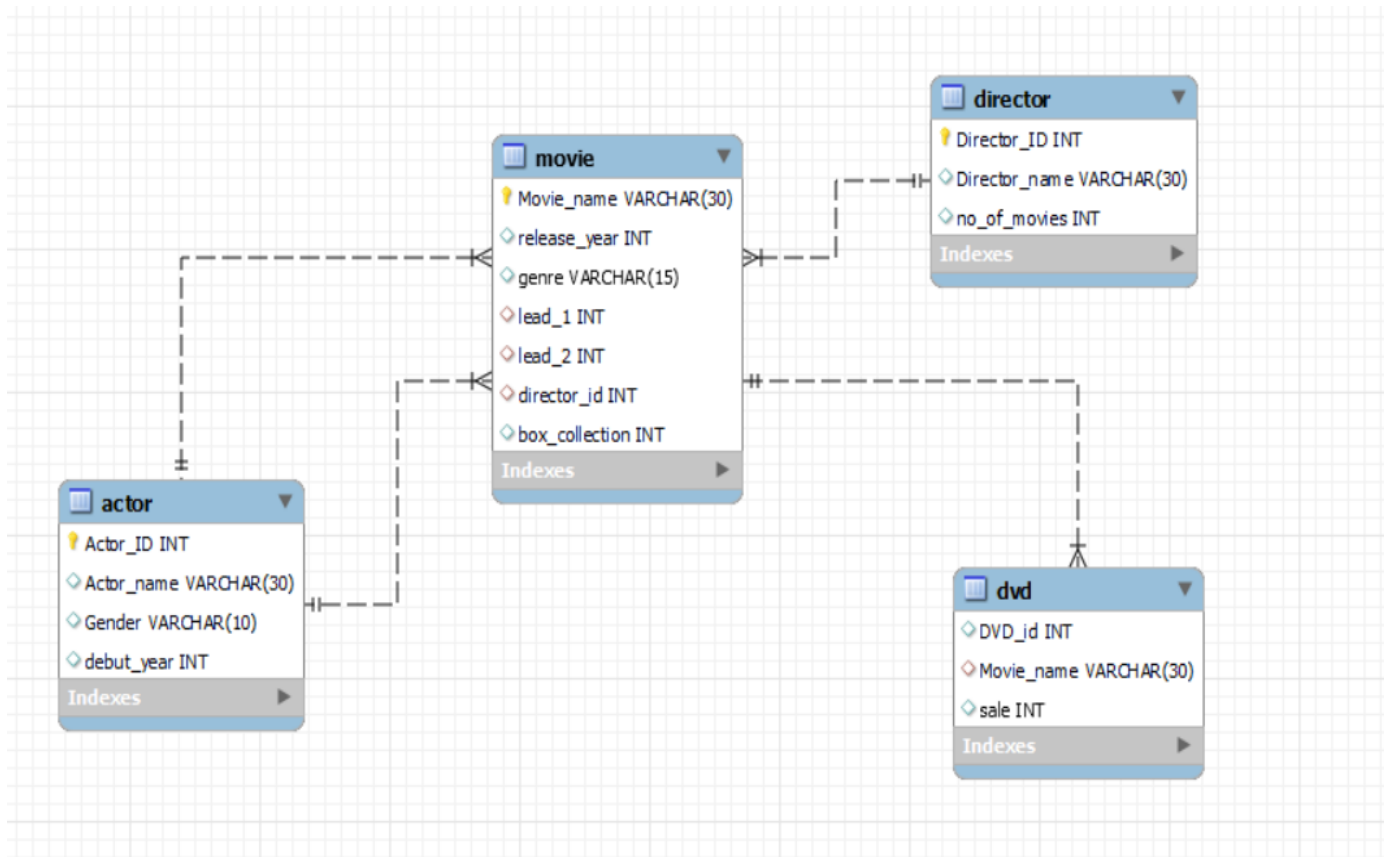 director
Director_ID INT
Director_name VARCHAR(30)
no_of_movies INT
Indexes
movie
Movie_name VARCHAR(30)
release_year INT
genre VARCHAR(15)
lead_1 INT
lead_2 INT
director_id INT
box_collection INT
Indexes
actor
Actor_ID INT
Actor_name VARCHAR(30)
Gender VARCHAR(10)
debut_year INT
Indexes
dvd
DVD_id INT
Movie_name VARCHAR(30)
sale INT
Indexes